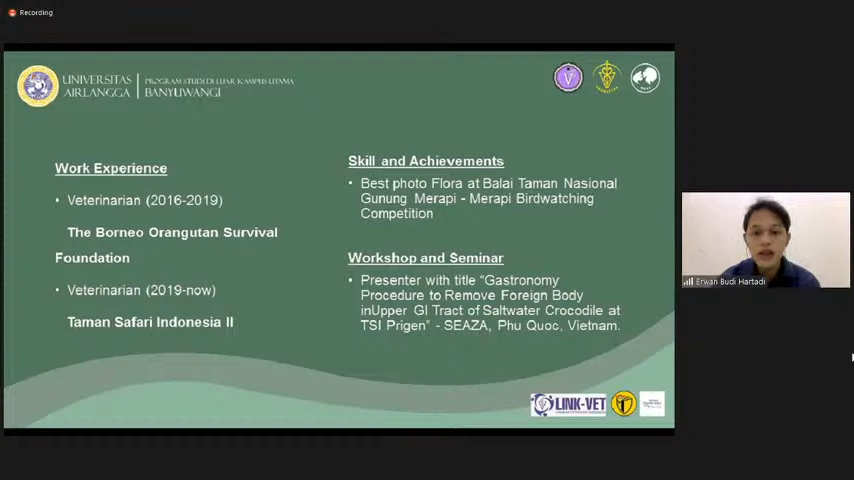 Recording
UNIVERSITAS
AIRLANGGA
PROGRAM STUDI DI LUAR KAMPUS UTAMA
BANYUWANGI
Work Experience
• Veterinarian (2016-2019)
The Borneo Orangutan Survival
Foundation
• Veterinarian (2019-now)
Taman Safari Indonesia II
Skill and Achievements
• Best photo Flora at Balai Taman Nasional
Gunung Merapi - Merapi Birdwatching
Competition
Workshop and Seminar
• Presenter with title “Gastronomy
Procedure to Remove Foreign Body
inUpper GI Tract of Saltwater Crocodile at
TSI Prigen” - SEAZA, Phu Quoc, Vietnam.
Erwan Budi Hartadi
LINK-VET